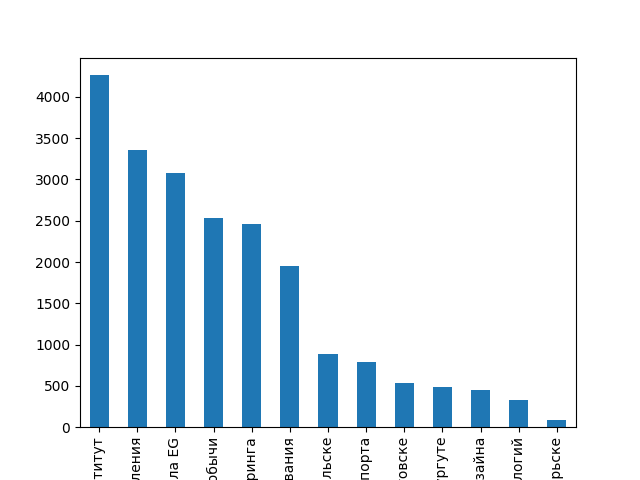 4000
3500
3000
2500
2000
1500
1000
500
0
титут
ления
ла EG
обычи
ринга
вания
льске
порта
овске
ргуте
зайна
логий
рьске